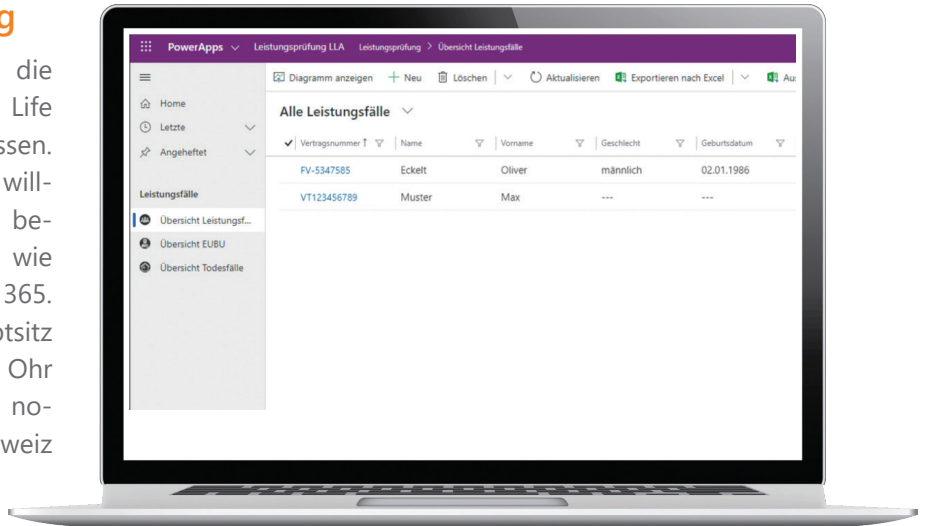 g
die
Life
ssen.
will-
be-
wie
365.
otsitz
Ohr
no-
weiz
PowerApps Leistungsprüfung LLA Leistungsprüfung > Übersicht Leistungsfälle
Diagramm anzeigen + Neu Löschen Aktualisieren Exportieren nach Excel Au
Home
Letzte
Angeheftet
Leistungsfälle
Übersicht Leistungsf...
Übersicht EUBU
Übersicht Todesfälle
Alle Leistungsfälle
Vertragsnummer↑ Name Vorname Geschlecht Geburtsdatum
FV-5347585 Eckelt Oliver männlich 02.01.1986
VT123456789 Muster Max --- ---